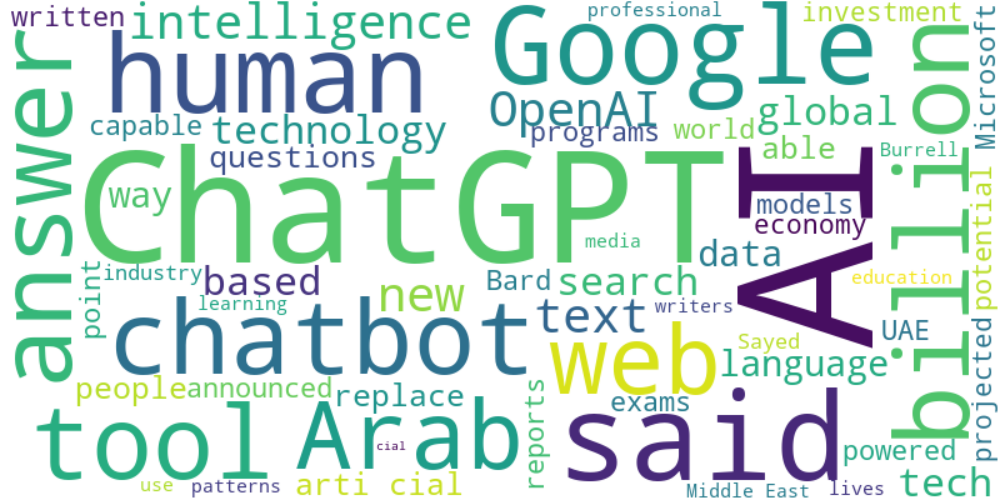 written
intelligence
professional
investment
Google
human
answer
billion
Microsoft
OpenAI
capable
technology
programs
world
global
questions
able
Burrell
ChatGPT
AI
way
models
economy
potential
media
data
point
industry
based
Bard
search
education
learning
new
text
writers
UAE
chatbot
web
Sayed
language
projected
people
announced
replace
exams
tool
Arab
cial
reports
said
powered
use
patterns
arti cial
Middle East
lives
tech